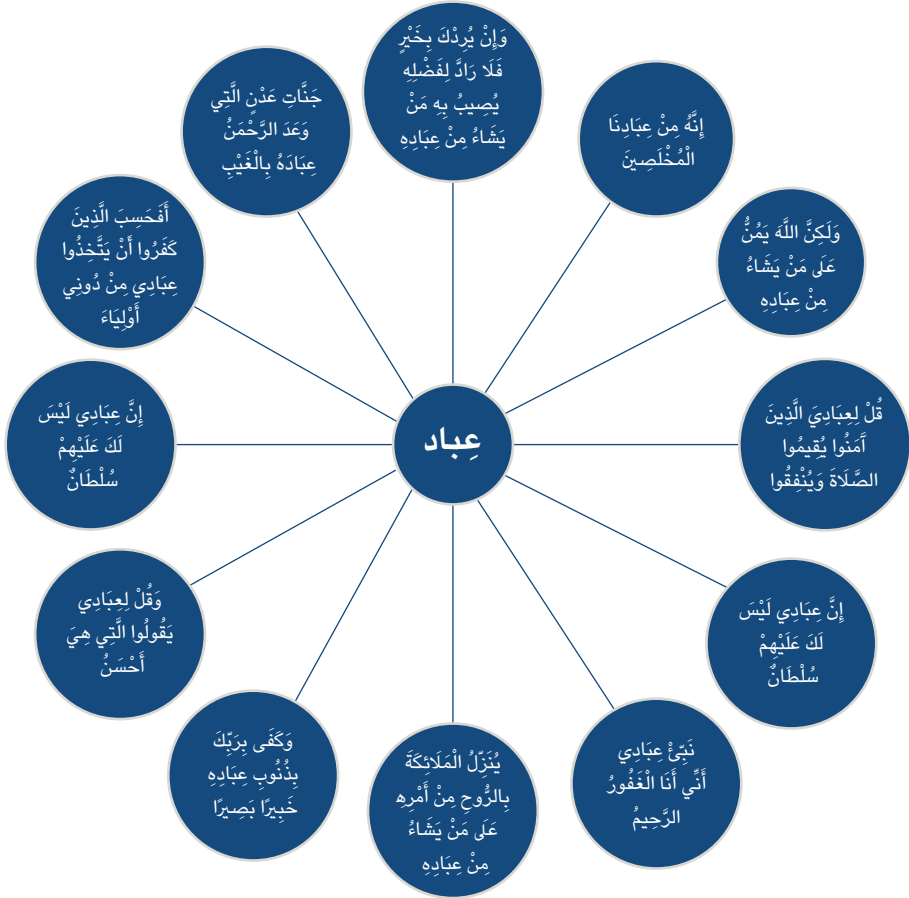 وَإِنْ يُرِدْكَ بِخَيْرٍ
فَلَا رَادَّ لِفَضْلِهِ
يُصِيبُ بِهِ مَنْ
يَشَاءُ مِنْ عِبَادِهِ
إِنَّهُ مِنْ عِبَادِنَا
الْمُخْلَصِينَ
وَلَكِنَّ اللَّهَ يَمُنُّ
عَلَى مَنْ يَشَاءُ
مِنْ عِبَادِهِ
قُلْ لِعِبَادِيَ الَّذِينَ
آَمَنُوا يُقِيمُوا
الصَّلَاةَ وَيُنْفِقُوا
إِنَّ عِبَادِي لَيْسَ
لَكَ عَلَيْهِمْ
سُلْطَانٌ
نَبِّئْ عِبَادِي
أَنِّي أَنَا الْغَفُورُ
الرَّحِيمُ
يُنَزِّلُ الْمَلَائِكَةَ
بِالرُّوحِ مِنْ أَمْرِهِ
عَلَى مَنْ يَشَاءُ
مِنْ عِبَادِهِ
وَكَفَى بِرَبِّكَ
بِذُنُوبِ عِبَادِهِ
خَبِيرًا بَصِيرًا
وَقُلْ لِعِبَادِي
يَقُولُوا الَّتِي هِيَ
أَحْسَنُ
إِنَّ عِبَادِي لَيْسَ
لَكَ عَلَيْهِمْ
سُلْطَانٌ
أَفَحَسِبَ الَّذِينَ
كَفَرُوا أَنْ يَتَّخِذُوا
عِبَادِي مِنْ دُونِي
أَوْلِيَاءَ
جَنَّاتِ عَدْنٍ الَّتِي
وَعَدَ الرَّحْمَنُ
عِبَادَهُ بِالْغَيْبِ
عِباد